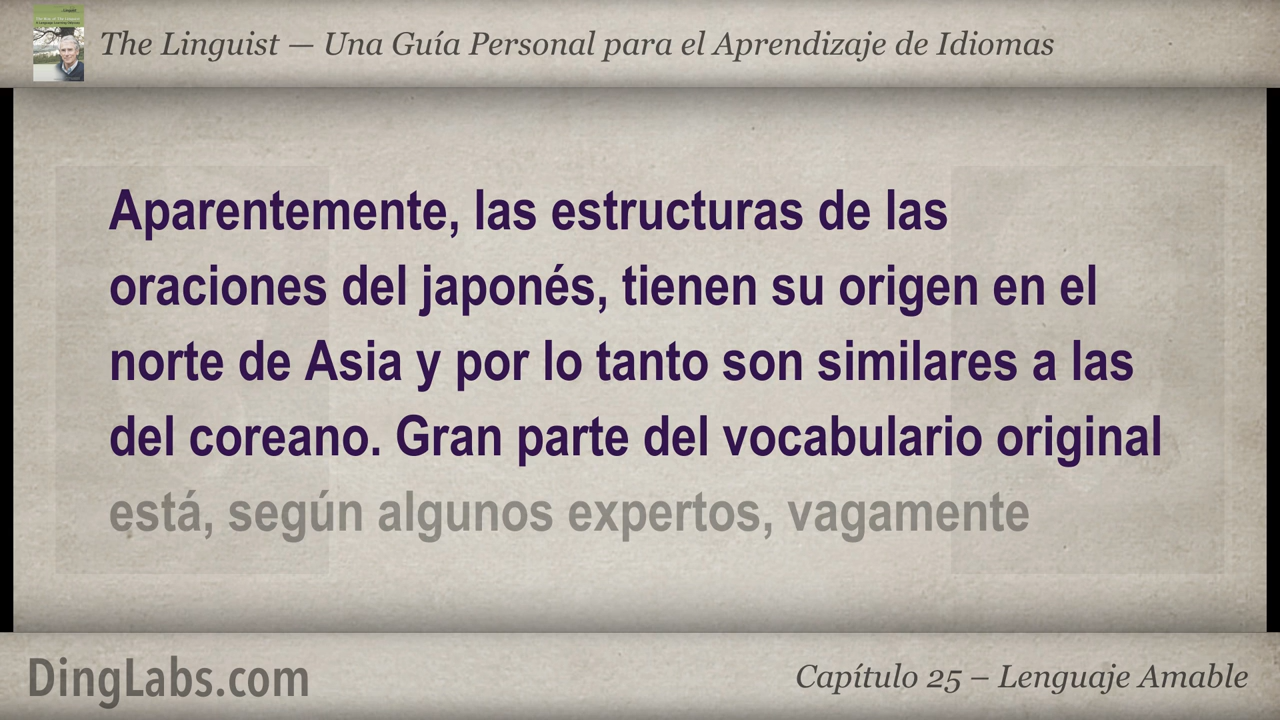 The Linguist — Una Guía Personal para el Aprendizaje de Idiomas
Aparentemente, las estructuras de las
oraciones del japonés, tienen su origen en el
norte de Asia y por lo tanto son similares a las
del coreano. Gran parte del vocabulario original
está, según algunos expertos, vagamente
DingLabs.com
Capítulo 25 – Lenguaje Amable